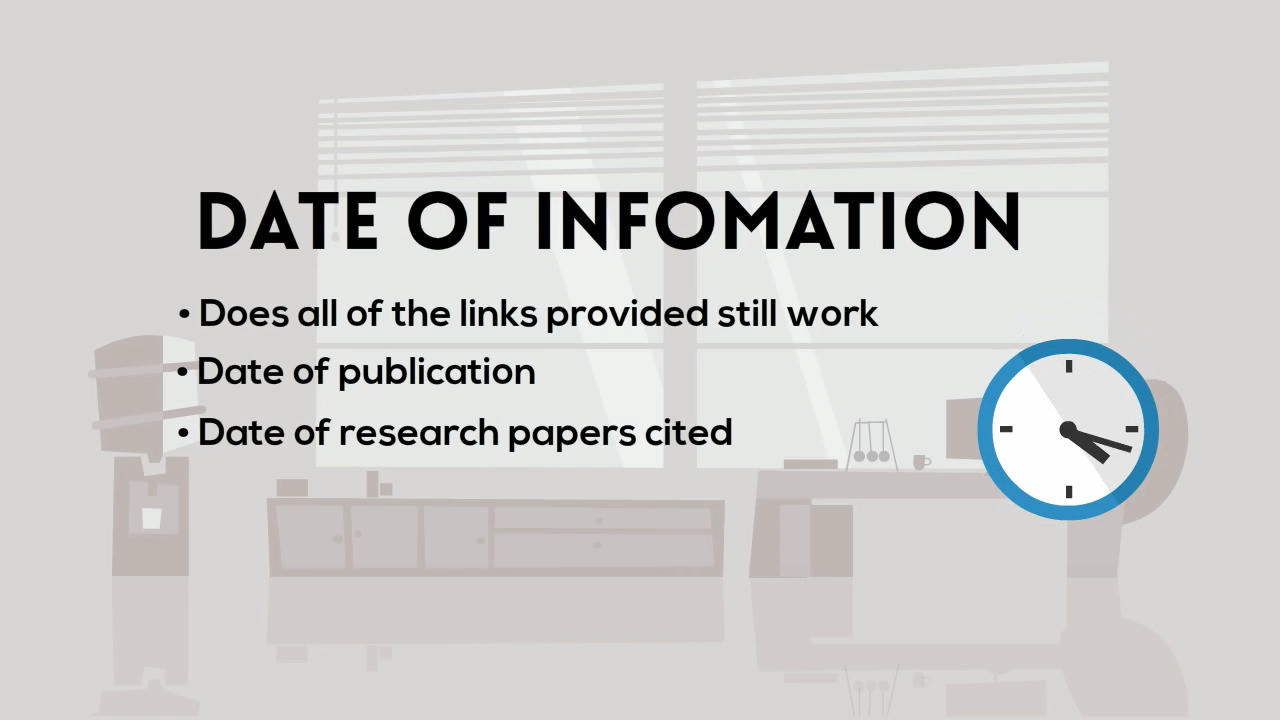 DATE OF INFOMATION
• Does all of the links provided still work
• Date of publication
• Date of research papers cited